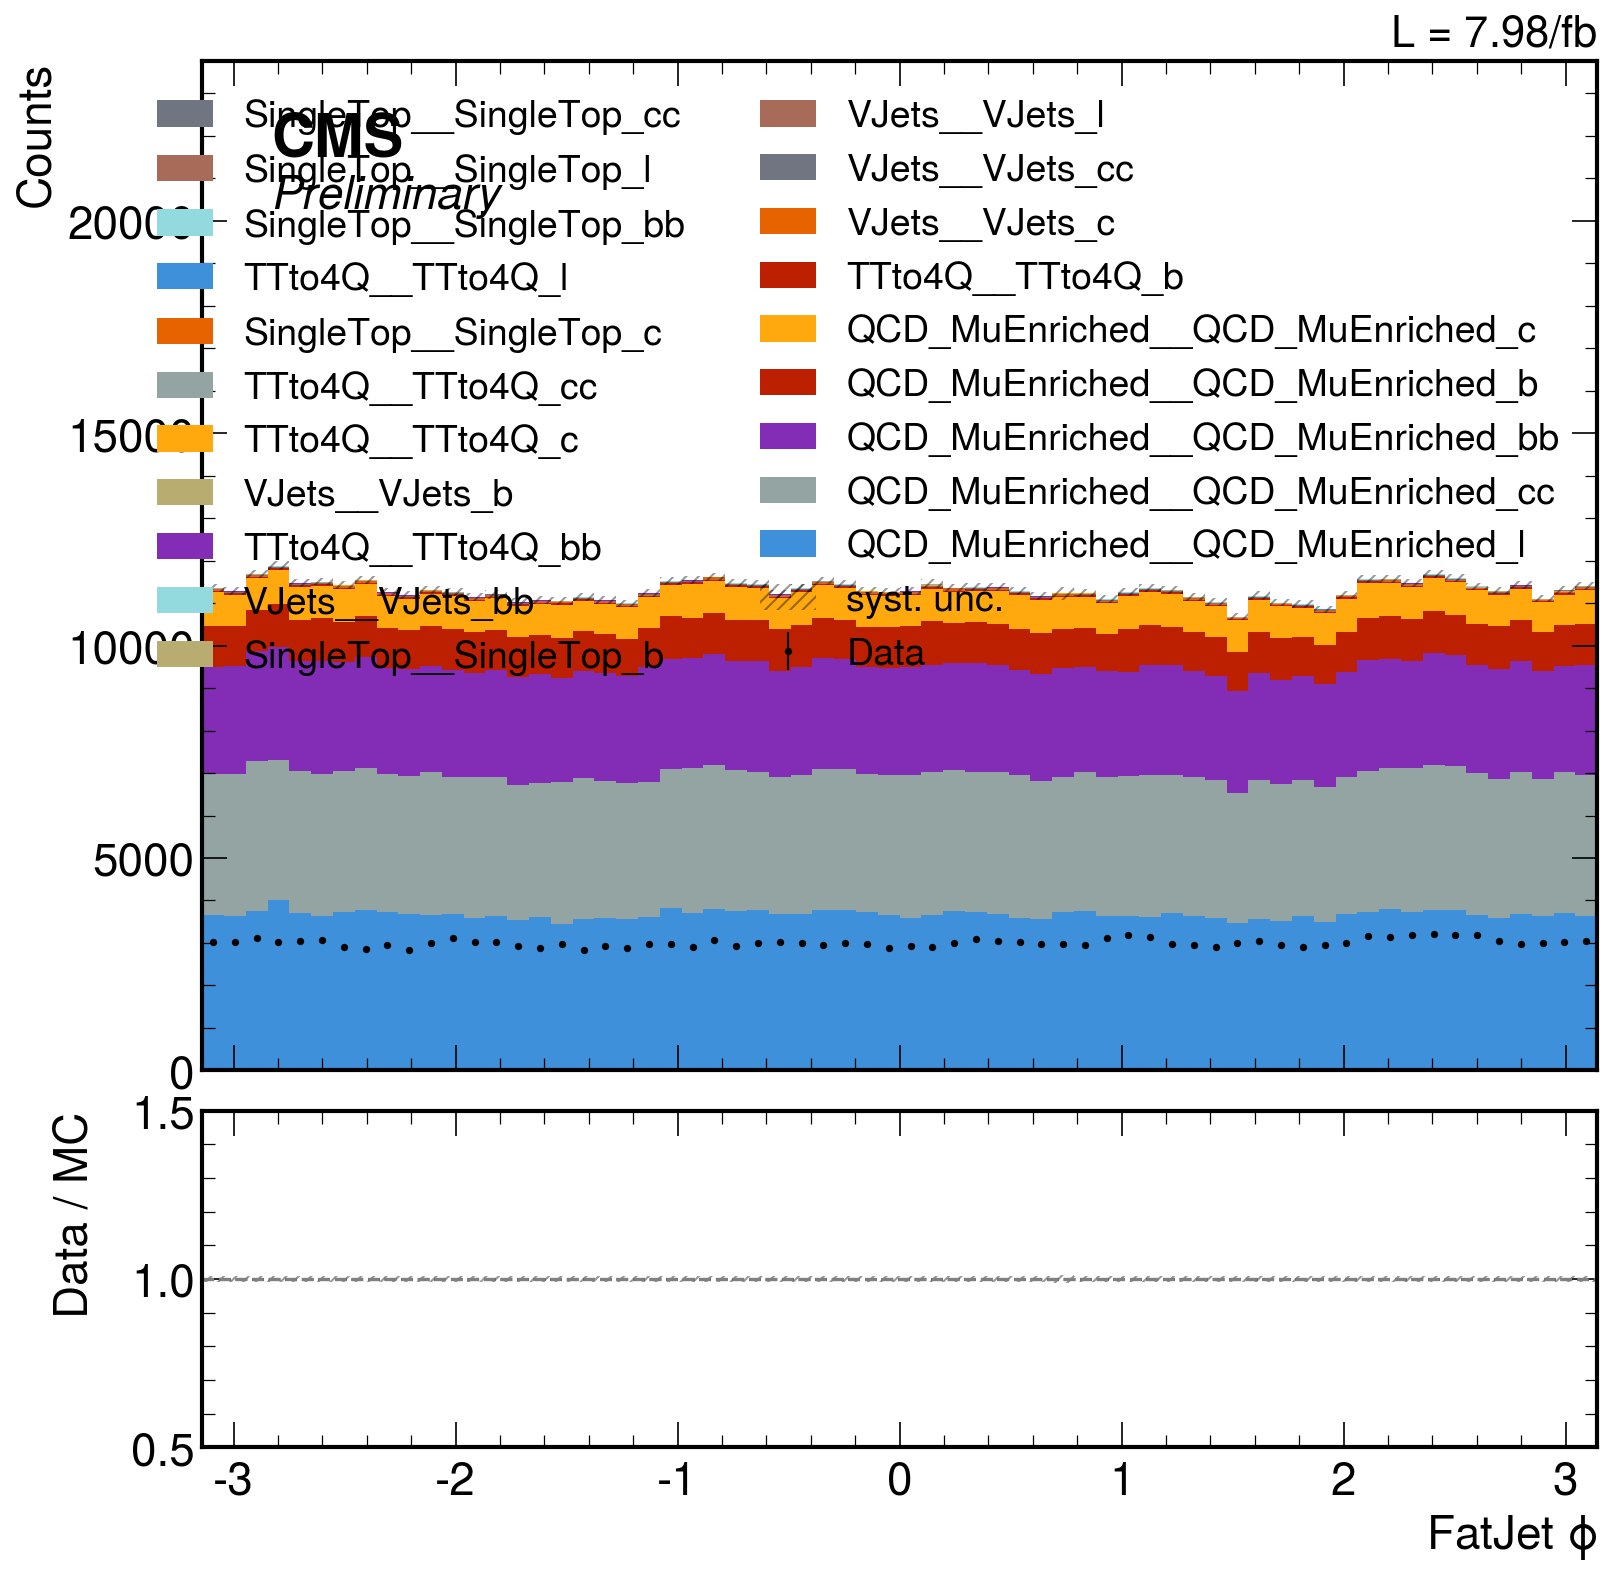 L = 7.98/fb
Counts
CMS
Preliminary
SingleTop__SingleTop_cc
SingleTop__SingleTop_l
SingleTop__SingleTop_bb
TTto4Q__TTto4Q_l
SingleTop__SingleTop_c
TTto4Q__TTto4Q_cc
TTto4Q__TTto4Q_c
VJets__VJets_b
TTto4Q__TTto4Q_bb
VJets__VJets_bb
SingleTop__SingleTop_b
VJets__VJets_l
VJets__VJets_cc
VJets__VJets_c
TTto4Q__TTto4Q_b
QCD_MuEnriched__QCD_MuEnriched_c
QCD_MuEnriched__QCD_MuEnriched_b
QCD_MuEnriched__QCD_MuEnriched_bb
QCD_MuEnriched__QCD_MuEnriched_cc
QCD_MuEnriched__QCD_MuEnriched_l
syst. unc.
Data
20000
15000
10000
5000
0
Data / MC
1.5
1.0
0.5
-3 -2 -1 0 1 2 3
FatJet ϕ